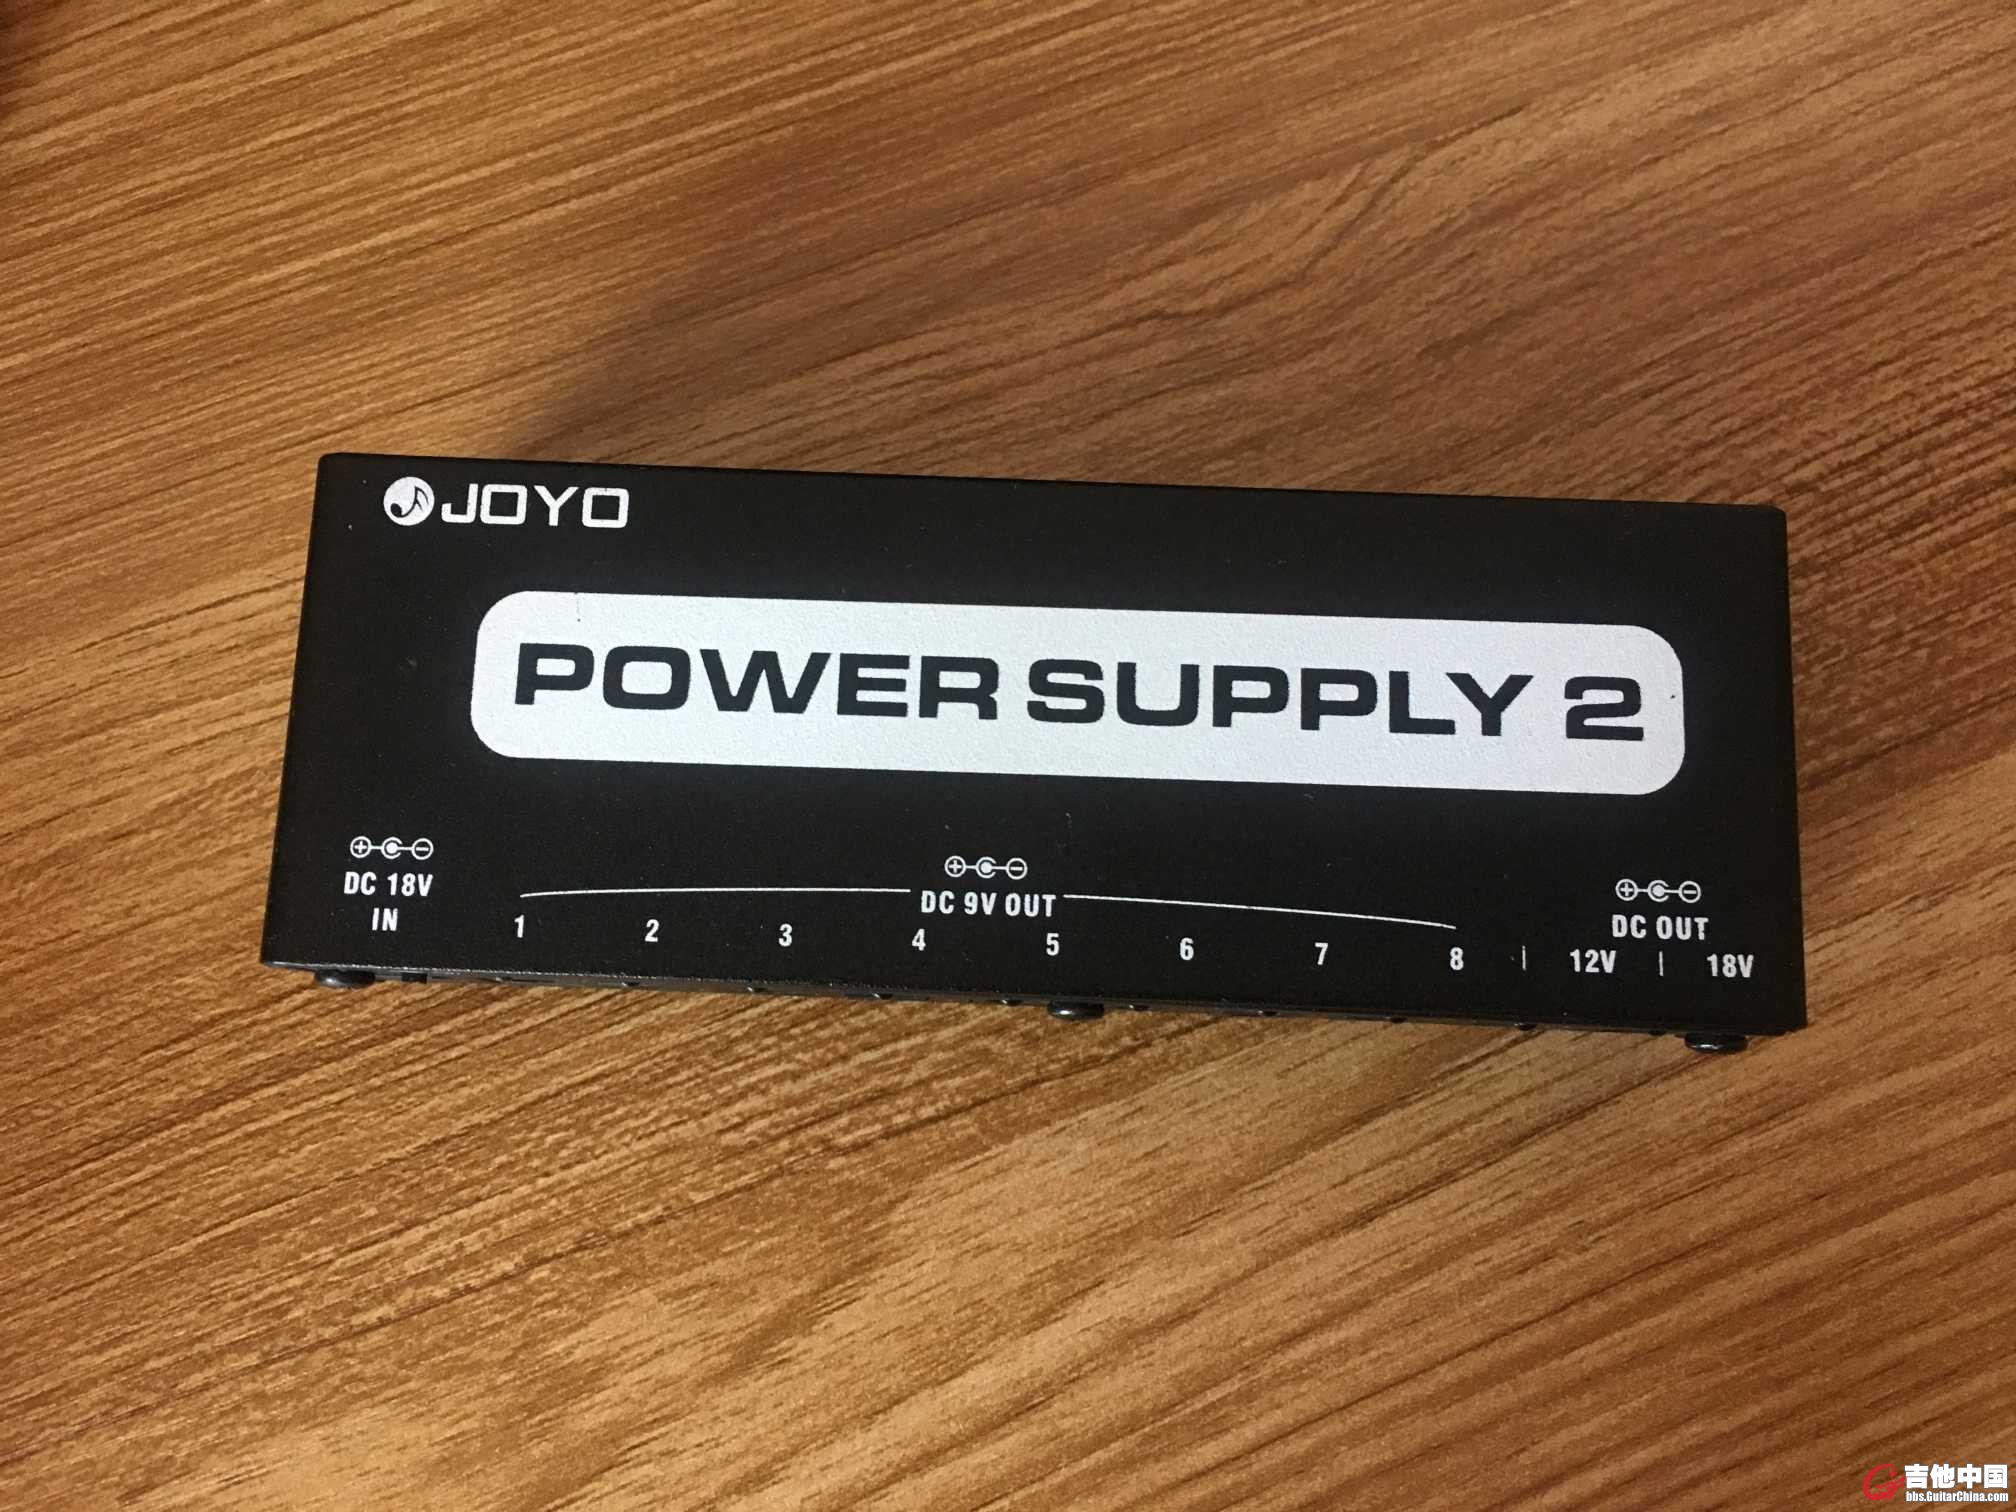 JOYO
POWER SUPPLY 2
DC 18V
IN
DC 9V OUT
1 2 3 4 5 6 7 8
DC OUT
12V | 18V
吉他中国
bbs.GuitarChina.com